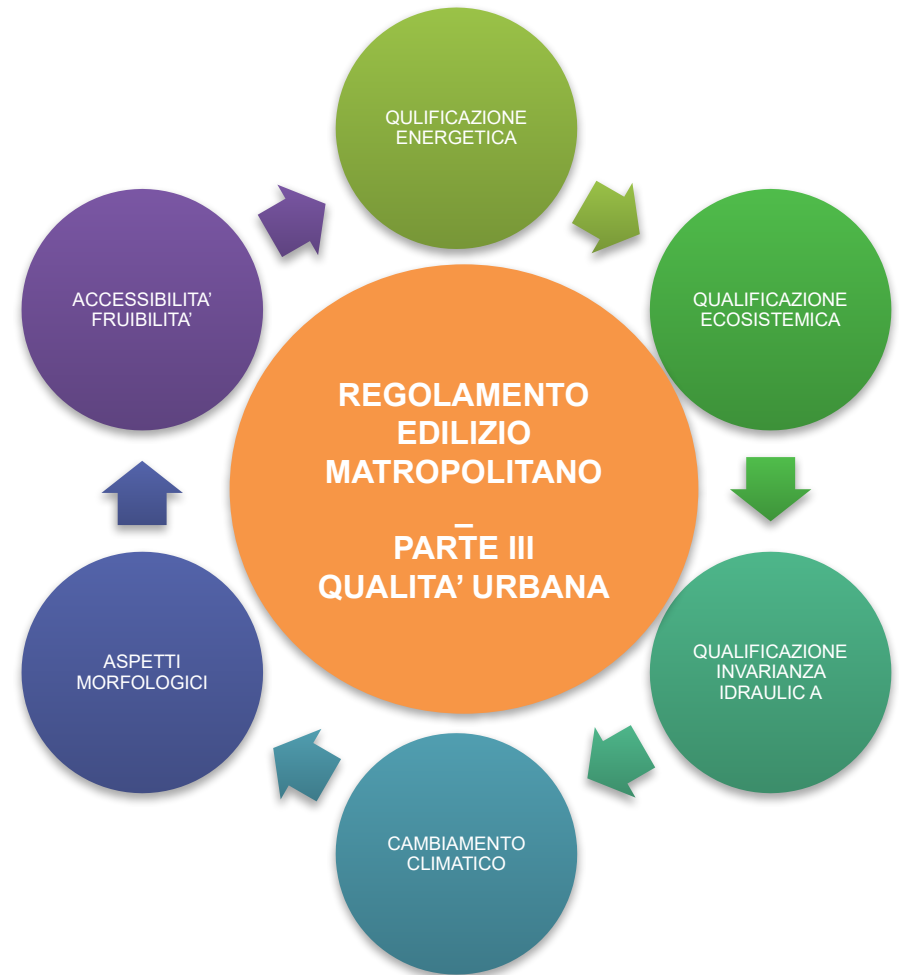 QULIFICAZIONE
ENERGETICA
QUALIFICAZIONE
ECOSISTEMICA
QUALIFICAZIONE
INVARIANZA
IDRAULIC A
CAMBIAMENTO
CLIMATICO
ASPETTI
MORFOLOGICI
ACCESSIBILITA’
FRUIBILITA’
REGOLAMENTO
EDILIZIO
MATROPOLITANO
–
PARTE III
QUALITA’ URBANA